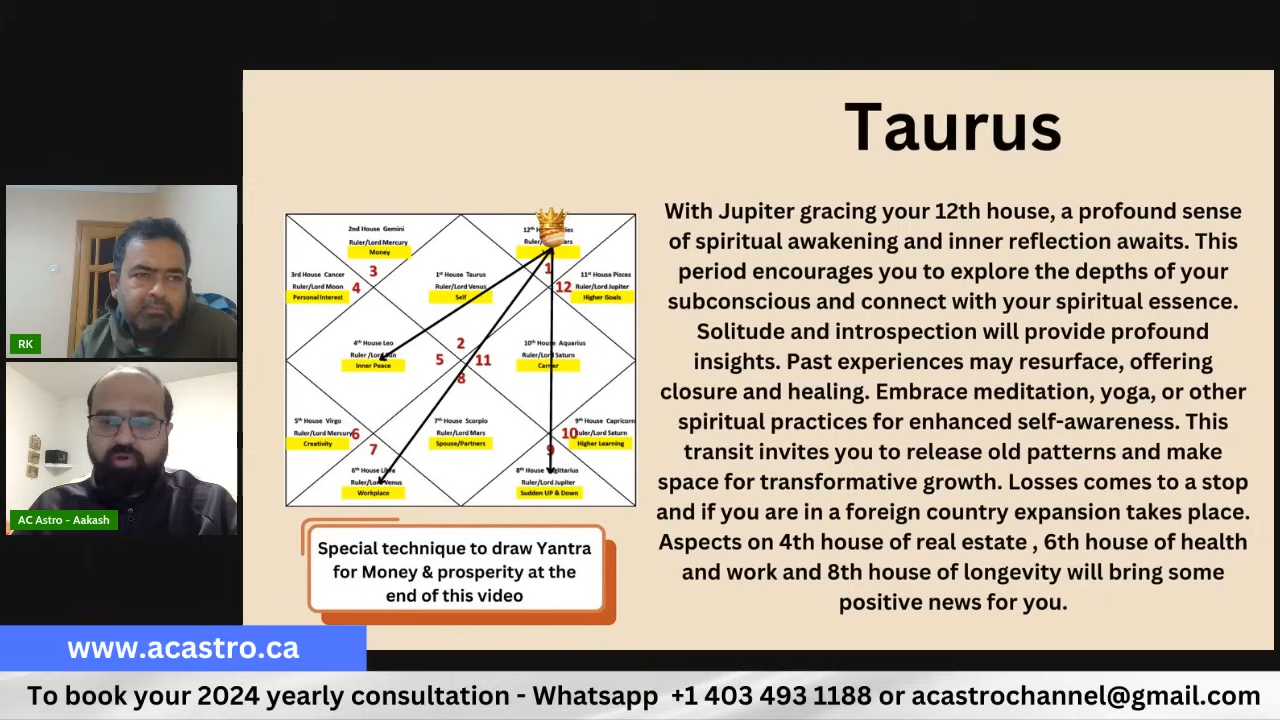 Taurus
With Jupiter gracing your 12th house, a profound sense
of spiritual awakening and inner reflection awaits. This
period encourages you to explore the depths of your
subconscious and connect with your spiritual essence.
Solitude and introspection will provide profound
insights. Past experiences may resurface, offering
closure and healing. Embrace meditation, yoga, or other
spiritual practices for enhanced self-awareness. This
transit invites you to release old patterns and make
space for transformative growth. Losses comes to a stop
and if you are in a foreign country expansion takes place.
Aspects on 4th house of real estate , 6th house of health
and work and 8th house of longevity will bring some
positive news for you.
2nd House Gemini
Ruler/Lord Mercury
Money
3
12th
1
3rd House Cancer
Ruler/Lord Moon
Personal Interest
4
1st House Taurus
Ruler/Lord Venus
Self
11th House Pisces
Ruler/Lord Jupiter
Higher Goals
12
4th House Leo
Inner Peace
2
5
11
8
10th House Aquarius
Saturn
5th House Virgo
Ruler/Lord Mercury
Creativity
6
7
7th House Scorpio
Ruler/Lord Mars
Spouse/Partners
9th House Capricorn
Ruler/Lord Saturn
Higher Learning
10
9
6th House Libra
Venus
Workplace
8th House
Ruler/Lord Jupiter
Sudden UP & Down
Special technique to draw Yantra
for Money & prosperity at the
end of this video
RK
AC Astro - Aakash
www.acastro.ca
To book your 2024 yearly consultation - Whatsapp +1 403 493 1188 or acastrochannel@gmail.com